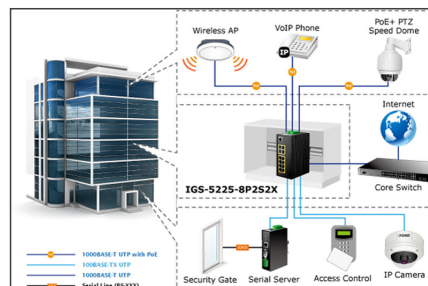 Wireless AP
VoIP Phone
PoE+ PTZ
Speed Dome
IP
Internet
IGS-5225-8P2S2X
Core Switch
Security Gate
Serial Server
Access Control
IP Camera
1000BASE-T UTP with PoE
100BASE-TX UTP
1000BASE-T UTP